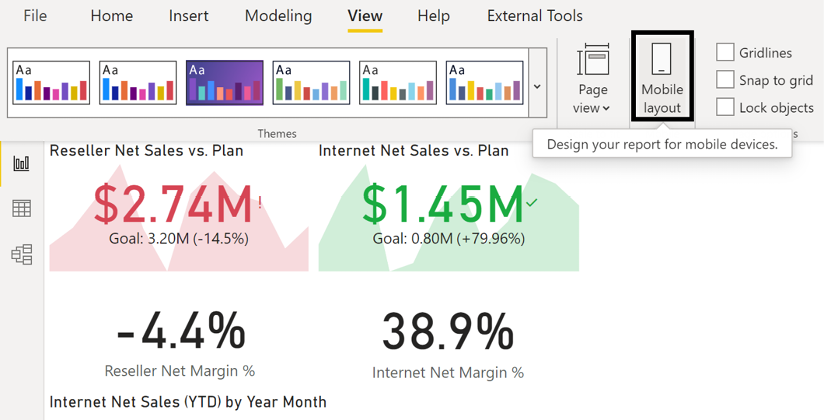 File Home Insert Modeling View Help External Tools
Aa Aa Aa Aa Aa Aa
Page view
Mobile layout
Gridlines
Snap to grid
Lock objects
Themes
Design your report for mobile devices.
Reseller Net Sales vs. Plan
Internet Net Sales vs. Plan
$2.74M!
$1.45M
Goal: 3.20M (-14.5%)
Goal: 0.80M (+79.96%)
-4.4%
38.9%
Reseller Net Margin %
Internet Net Margin %
Internet Net Sales (YTD) by Year Month